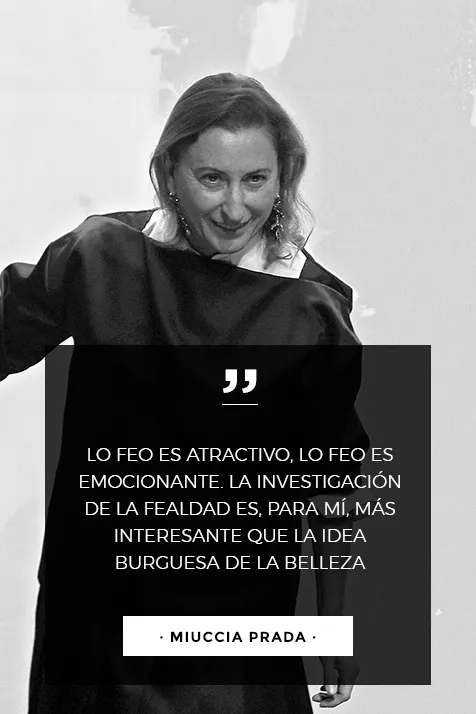 ”
LO FEO ES ATRACTIVO, LO FEO ES
EMOCIONANTE. LA INVESTIGACIÓN
DE LA FEALDAD ES, PARA MÍ, MÁS
INTERESANTE QUE LA IDEA
BURGUESA DE LA BELLEZA
· MIUCCIA PRADA ·